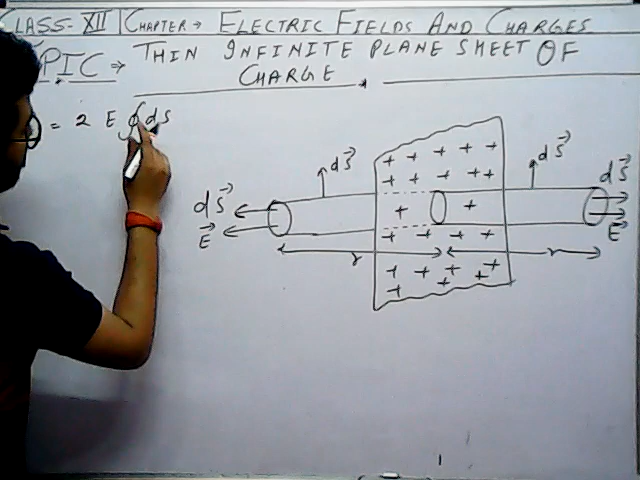 CLASS- XII CHAPTER → ELECTRIC FIELDS AND CHARGES
PIC → THIN INFINITE PLANE SHEET OF
CHARGE
= 2 E ∮ dS
dS⃗
dS⃗
dS⃗
dS⃗
E⃗
E⃗
+ + + + +
+ + + +
+ +
+ + + +
+ + + +
+ +
r
r